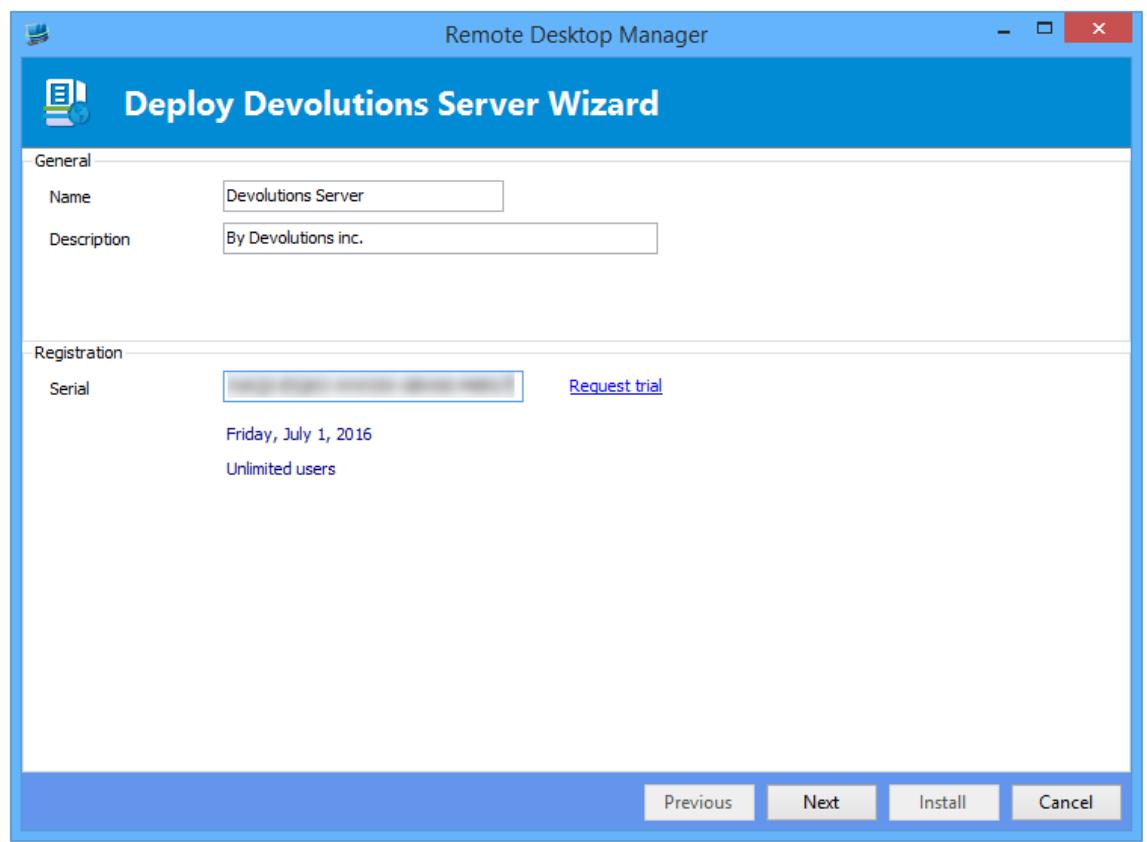 Remote Desktop Manager
Deploy Devolutions Server Wizard
General
Name Devolutions Server
Description By Devolutions inc.
Registration
Serial Request trial
Friday, July 1, 2016
Unlimited users
Previous Next Install Cancel